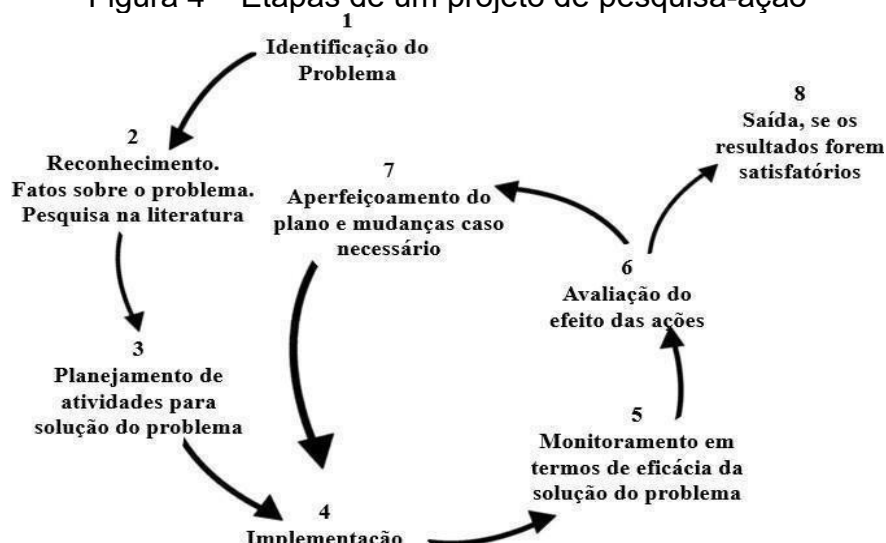 Figura 4 – Etapas de um projeto de pesquisa-ação
1
Identificação do
Problema
2
Reconhecimento.
Fatos sobre o problema.
Pesquisa na literatura
3
Planejamento de
atividades para
solução do problema
4
Implementação
5
Monitoramento em
termos de eficácia da
solução do problema
6
Avaliação do
efeito das ações
7
Aperfeiçoamento do
plano e mudanças caso
necessário
8
Saída, se os
resultados forem
satisfatórios